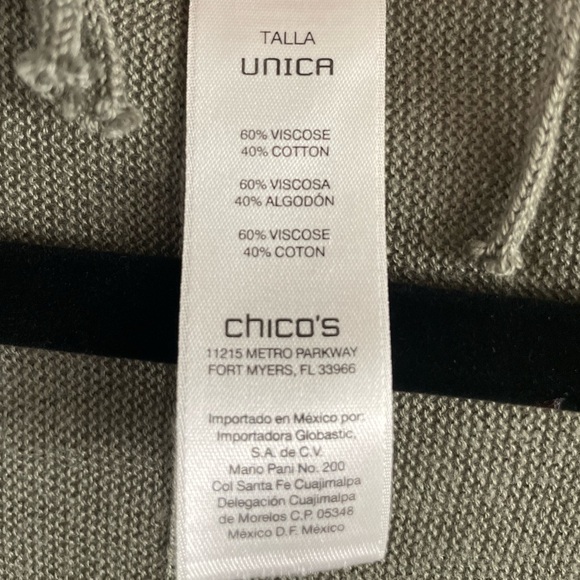 TALLA
UNICA
60% VISCOSE
40% COTTON
60% VISCOSA
40% ALGODÓN
60% VISCOSE
40% COTON
chico's
11215 METRO PARKWAY
FORT MYERS, FL 33966
Importado en México por:
Importadora Globastic,
S.A. de C.V.
Mario Pani No. 200
Col Santa Fe Cuajimalpa
Delegación Cuajimalpa
de Morelos C.P. 05348
México D.F. México